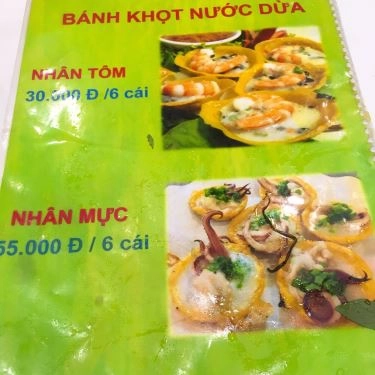 BÁNH KHỌT NƯỚC DỪA
NHÂN TÔM
30.000 Đ /6 cái
NHÂN MỰC
55.000 Đ / 6 cái